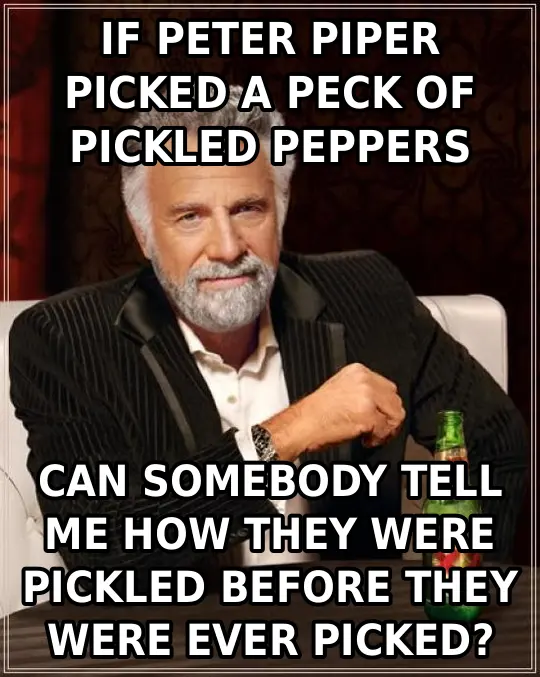 IF PETER PIPER
PICKED A PECK OF
PICKLED PEPPERS
CAN SOMEBODY TELL
ME HOW THEY WERE
PICKLED BEFORE THEY
WERE EVER PICKED?